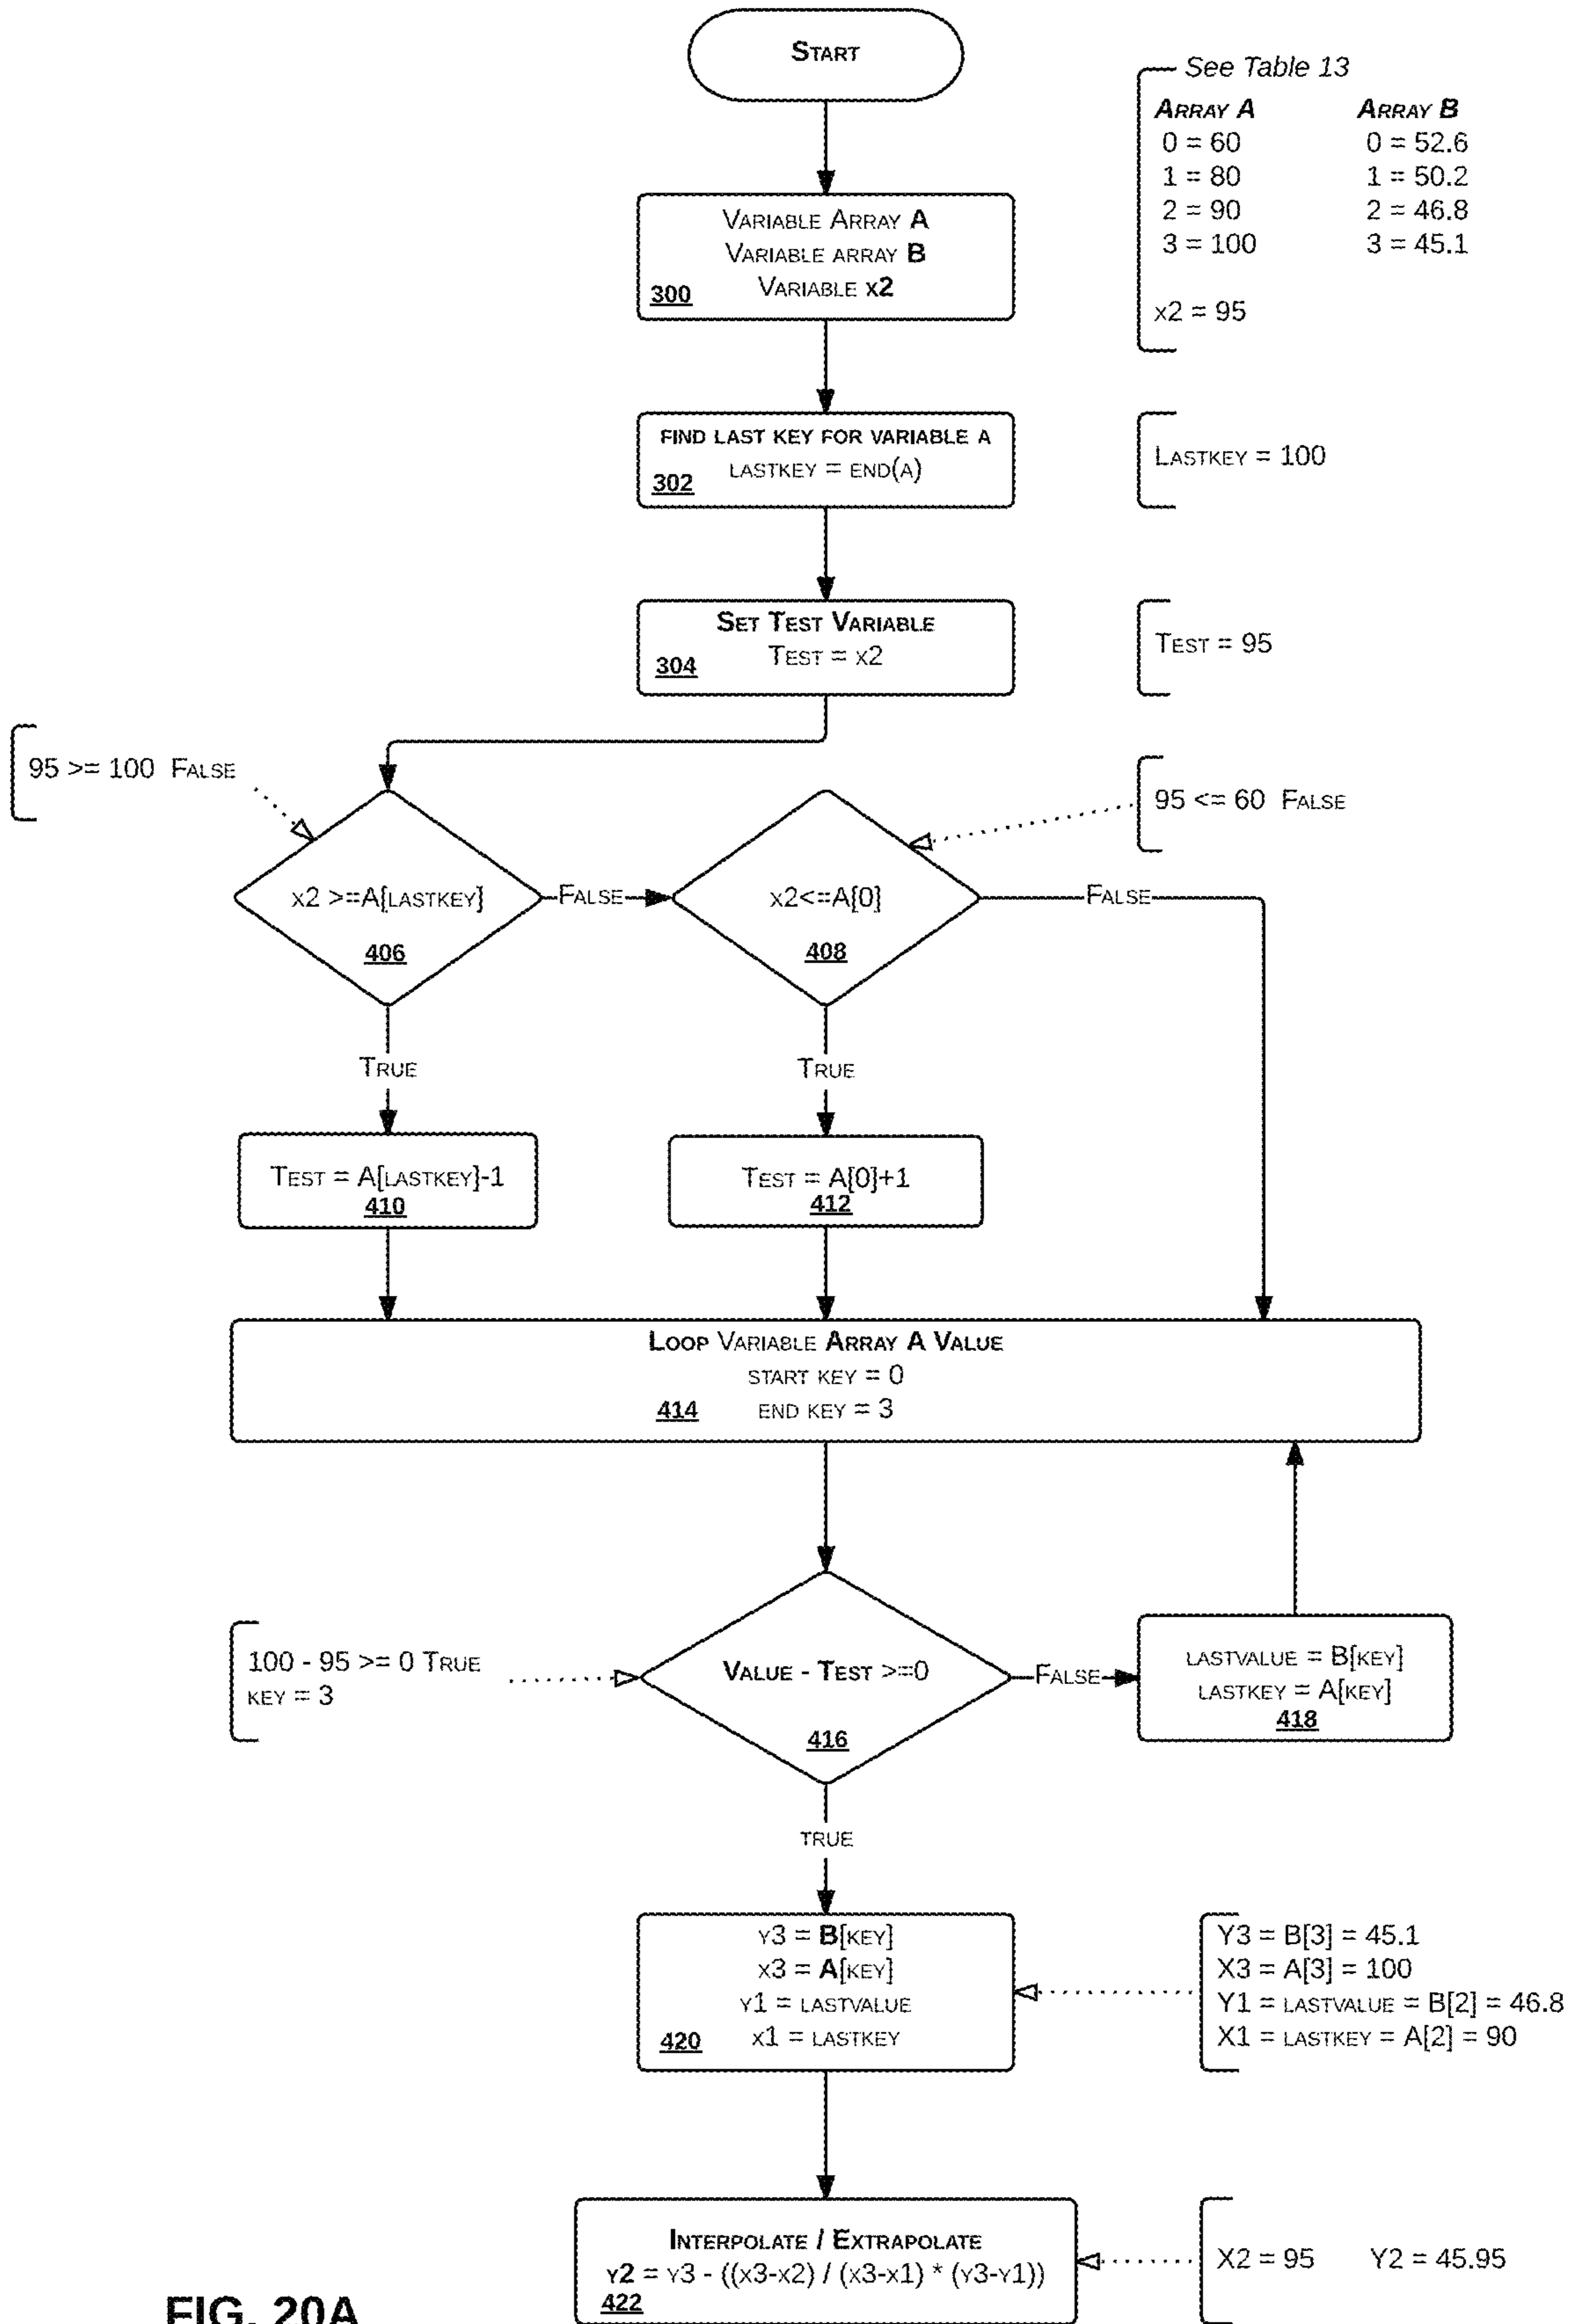 START
See Table 13
ARRAY A ARRAY B
0 = 60 0 = 52.6
1 = 80 1 = 50.2
2 = 90 2 = 46.8
3 = 100 3 = 45.1
x2 = 95
VARIABLE ARRAY A
VARIABLE ARRAY B
VARIABLE x2
300
FIND LAST KEY FOR VARIABLE A
LASTKEY = END(A)
302
LASTKEY = 100
SET TEST VARIABLE
TEST = x2
304
TEST = 95
95 >= 100 FALSE
95 <= 60 FALSE
x2 >=A[LASTKEY]
406
FALSE
x2<=A[0]
408
FALSE
TRUE
TRUE
TEST = A[LASTKEY]-1
410
TEST = A[0]+1
412
LOOP VARIABLE ARRAY A VALUE
START KEY = 0
END KEY = 3
414
100 - 95 >= 0 TRUE
KEY = 3
VALUE - TEST >=0
416
FALSE
LASTVALUE = B[KEY]
LASTKEY = A[KEY]
418
TRUE
Y3 = B[KEY]
X3 = A[KEY]
Y1 = LASTVALUE
X1 = LASTKEY
420
Y3 = B[3] = 45.1
X3 = A[3] = 100
Y1 = LASTVALUE = B[2] = 46.8
X1 = LASTKEY = A[2] = 90
INTERPOLATE / EXTRAPOLATE
Y2 = Y3 - ((X3-X2) / (X3-X1) * (Y3-Y1))
422
X2 = 95 Y2 = 45.95
FIG. 20A